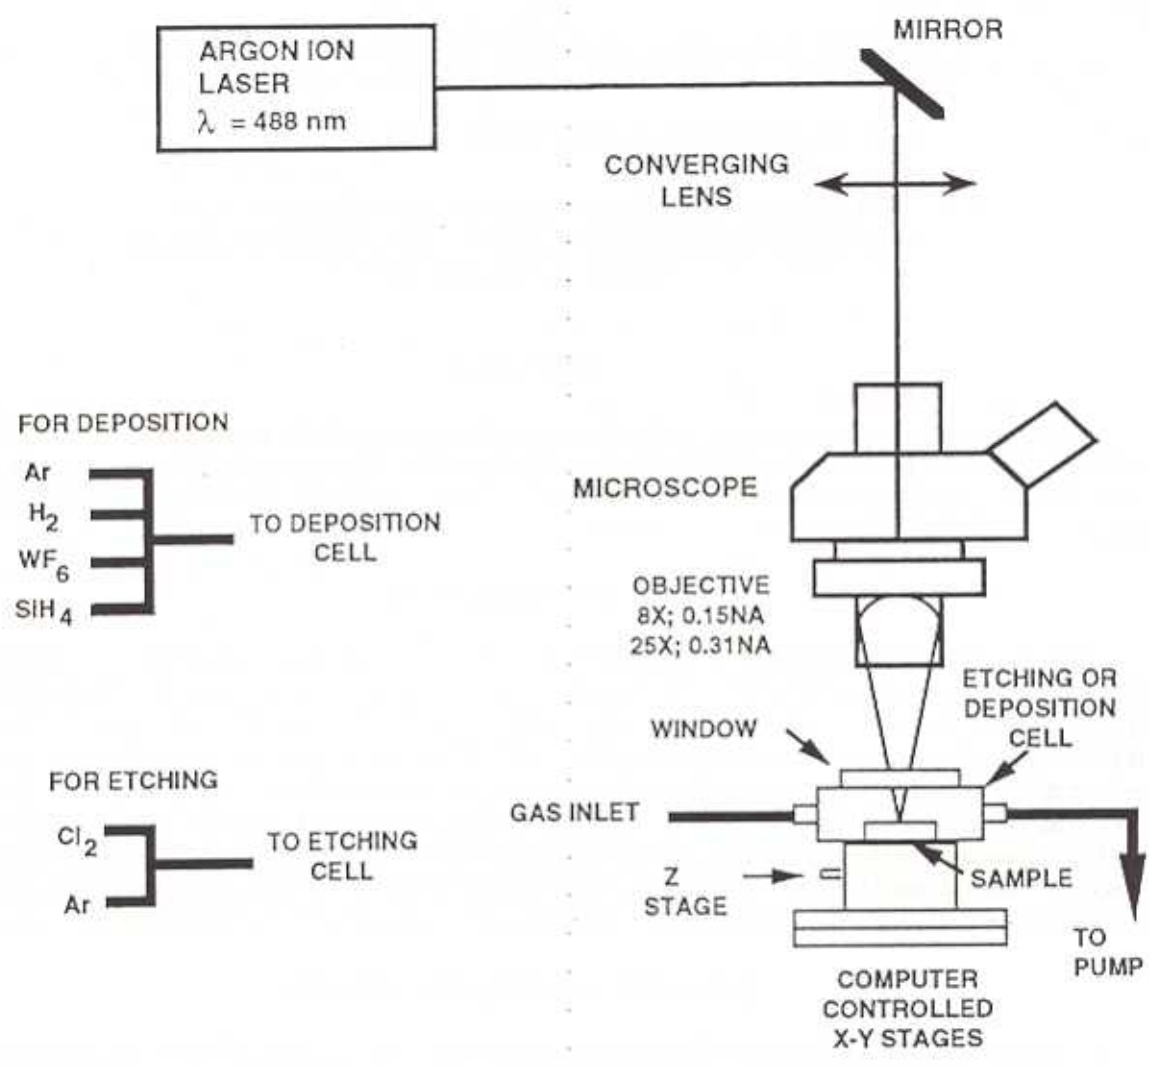 MIRROR
ARGON ION
LASER
λ = 488 nm
CONVERGING
LENS
FOR DEPOSITION
Ar
H2
WF6
SiH4
TO DEPOSITION
CELL
MICROSCOPE
OBJECTIVE
8X; 0.15NA
25X; 0.31NA
ETCHING OR
DEPOSITION
CELL
WINDOW
FOR ETCHING
Cl2
Ar
TO ETCHING
CELL
GAS INLET
Z
STAGE
SAMPLE
TO
PUMP
COMPUTER
CONTROLLED
X-Y STAGES